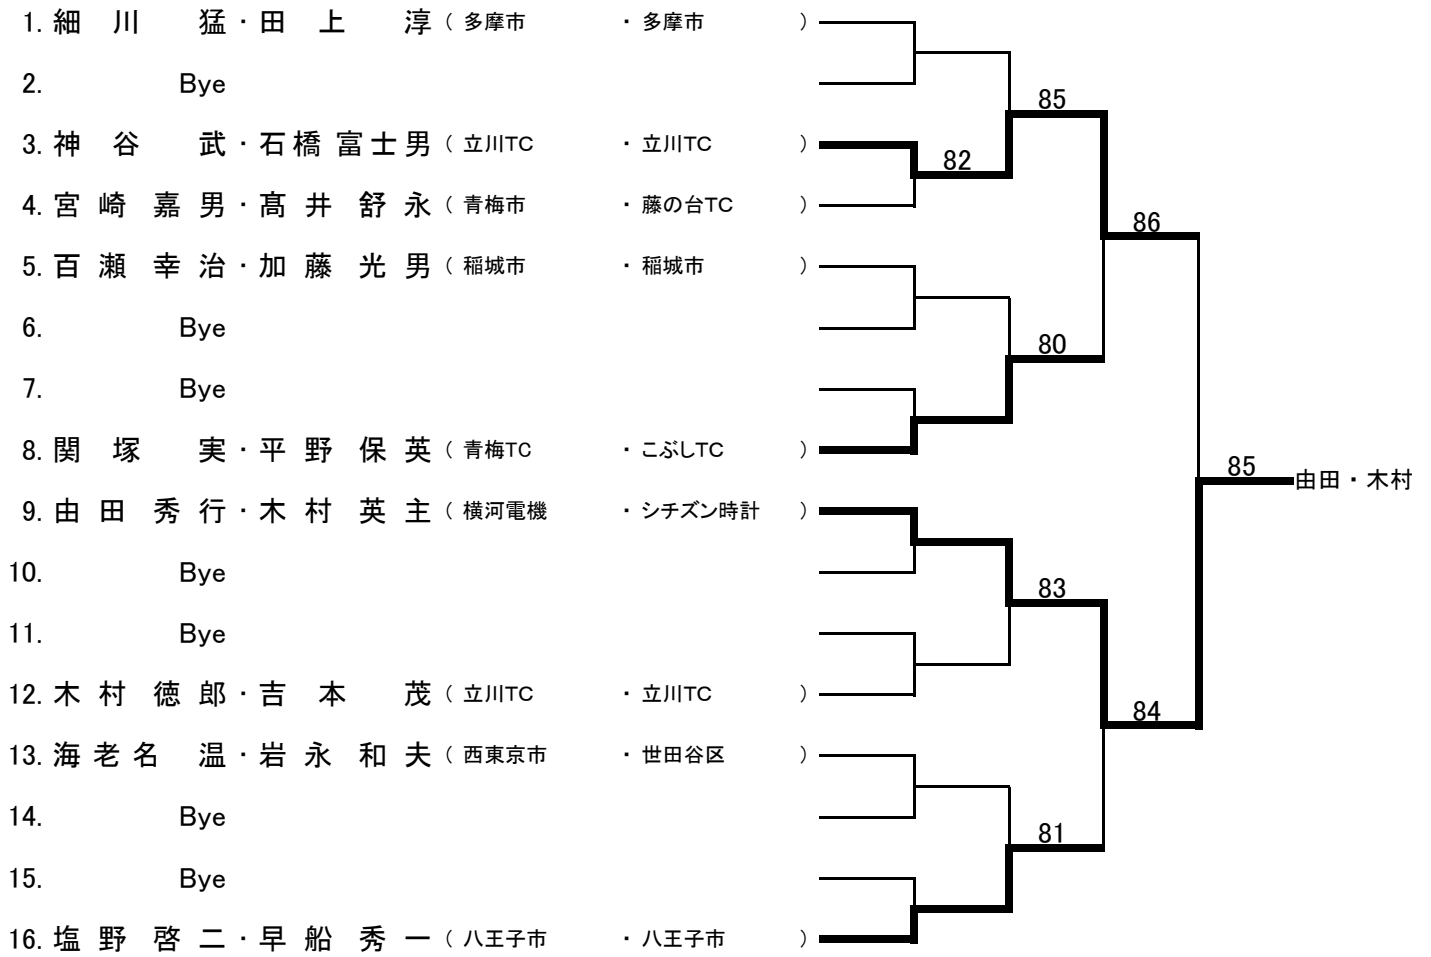 1. 細川 猛・田上 淳（多摩市・多摩市）
2. Bye
85
3. 神谷 武・石橋富士男（立川TC・立川TC）
82
4. 宮崎嘉男・髙井舒永（青梅市・藤の台TC）
86
5. 百瀬幸治・加藤光男（稲城市・稲城市）
6. Bye
80
7. Bye
8. 関塚 実・平野保英（青梅TC・こぶしTC）
85
由田・木村
9. 由田秀行・木村英主（横河電機・シチズン時計）
10. Bye
83
11. Bye
12. 木村徳郎・吉本 茂（立川TC・立川TC）
84
13. 海老名 温・岩永和夫（西東京市・世田谷区）
14. Bye
81
15. Bye
16. 塩野啓二・早船秀一（八王子市・八王子市）